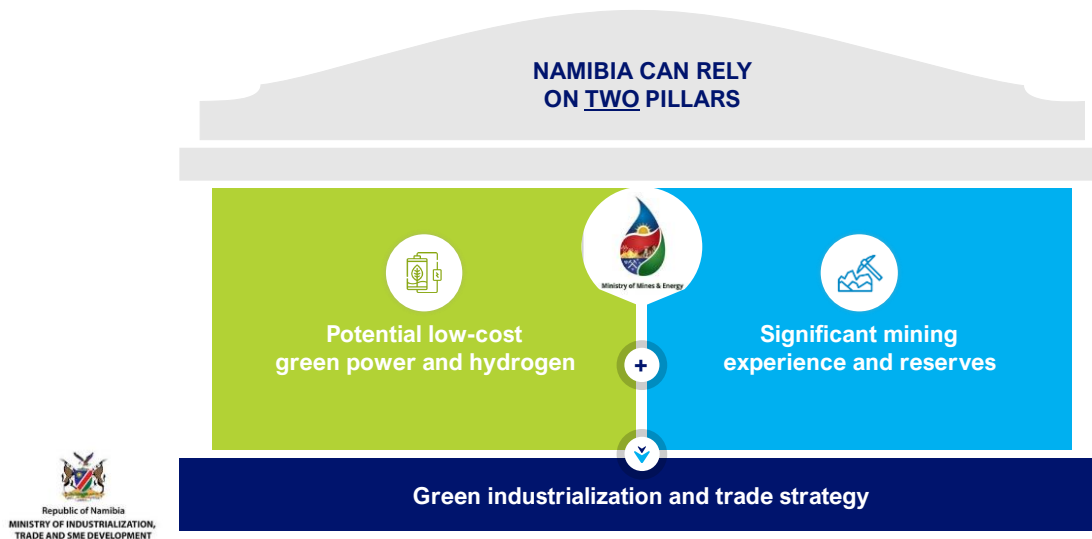 NAMIBIA CAN RELY
ON TWO PILLARS
Ministry of Mines & Energy
Potential low-cost
green power and hydrogen
+
Significant mining
experience and reserves
Green industrialization and trade strategy
Republic of Namibia
MINISTRY OF INDUSTRIALIZATION,
TRADE AND SME DEVELOPMENT